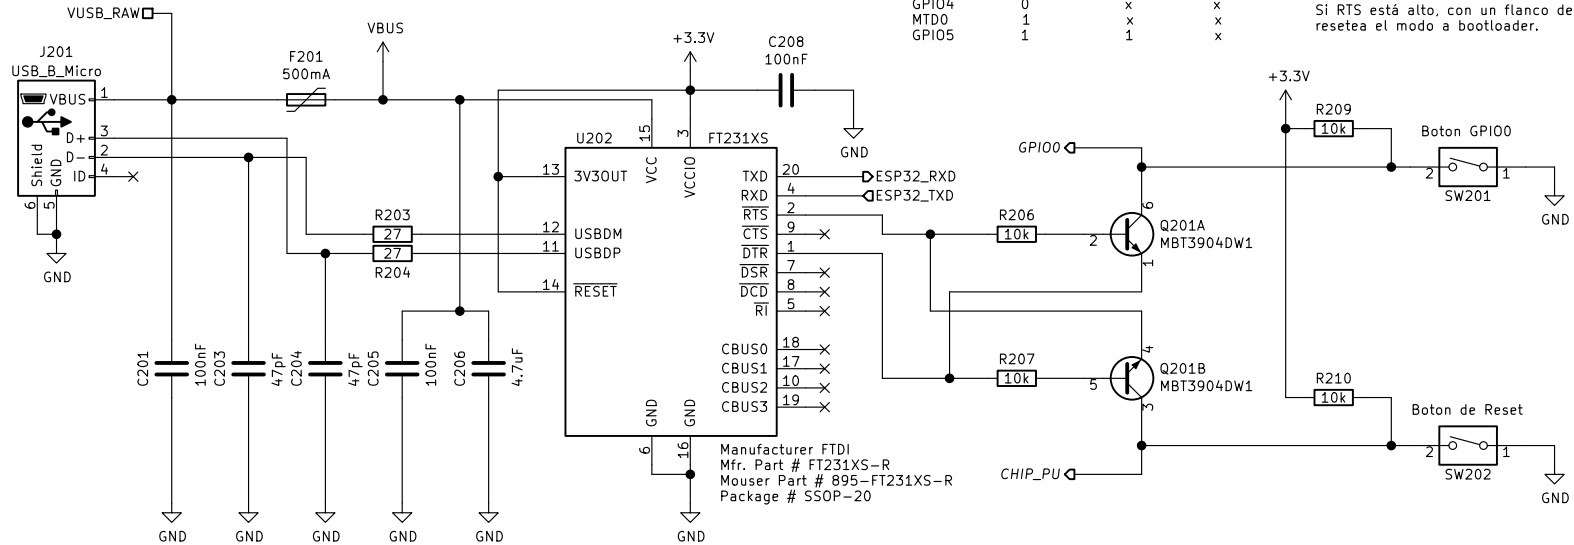 VUSB_RAW
GPIO4 0 x x
MTD0 1 x x
GPIO5 1 1 x
Si RTS está alto, con un flanco de
resetea el modo a bootloader.
VBUS
+3.3V
C208
100nF
GND
J201
USB_B_Micro
VBUS 1
D+ 3
D- 2
ID 4
Shield
GND
6
5
GND
F201
500mA
U202
FT231XS
15
VCC
3
VCCIO
13 3V3OUT
12 USBDM
11 USBDP
14 RESET
TXD 20 ESP32_RXD
RXD 4 ESP32_TXD
RTS 2
CTS 9
DTR 1
DSR 7
DCD 8
RI 5
CBUS0 18
CBUS1 17
CBUS2 10
CBUS3 19
GND
6
GND
16
GND
R203
27
27
R204
C201
100nF
GND
C203
47pF
GND
C204
47pF
GND
C205
100nF
GND
C206
4.7uF
GND
Manufacturer FTDI
Mfr. Part # FT231XS-R
Mouser Part # 895-FT231XS-R
Package # SSOP-20
GPIO0
R206
10k
2
6
1
Q201A
MBT3904DW1
R207
10k
5
4
3
Q201B
MBT3904DW1
CHIP_PU
+3.3V
R209
10k
Boton GPIO0
2 1
SW201
GND
R210
10k
Boton de Reset
2 1
SW202
GND